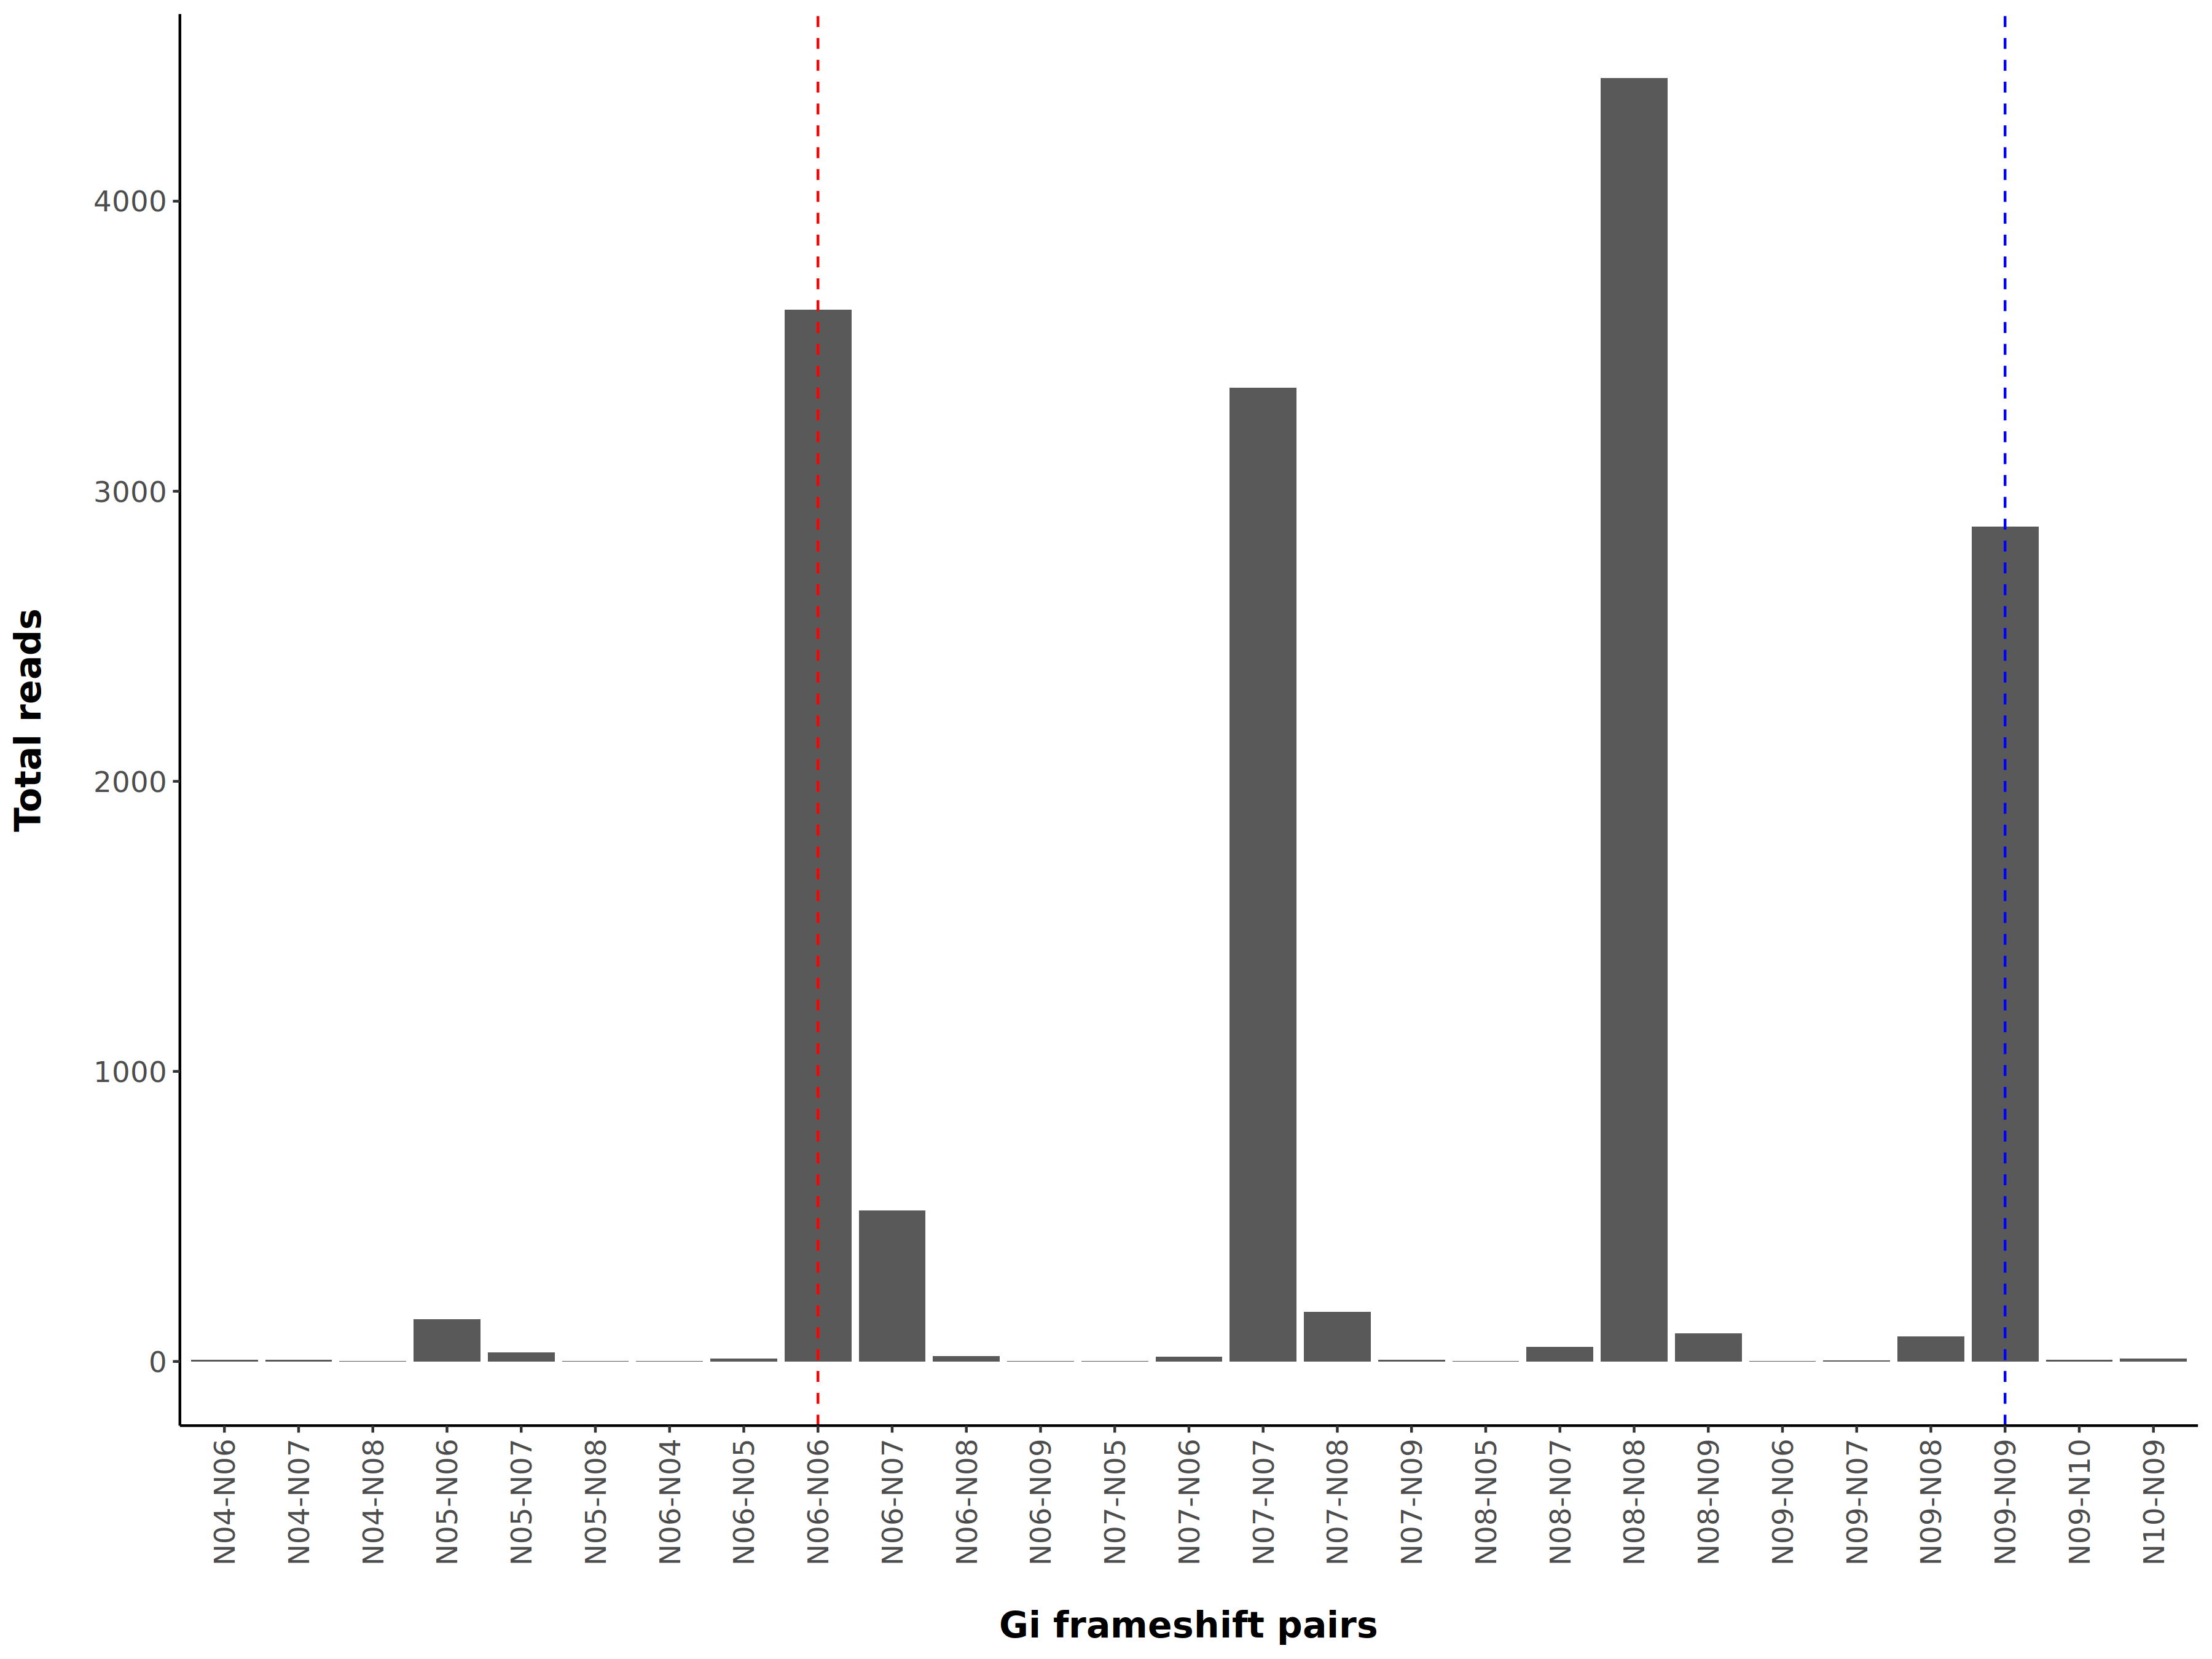 Total reads
4000
3000
2000
1000
0
N04-N06
N04-N07
N04-N08
N05-N06
N05-N07
N05-N08
N06-N04
N06-N05
N06-N06
N06-N07
N06-N08
N06-N09
N07-N05
N07-N06
N07-N07
N07-N08
N07-N09
N08-N05
N08-N07
N08-N08
N08-N09
N09-N06
N09-N07
N09-N08
N09-N09
N09-N10
N10-N09
Gi frameshift pairs